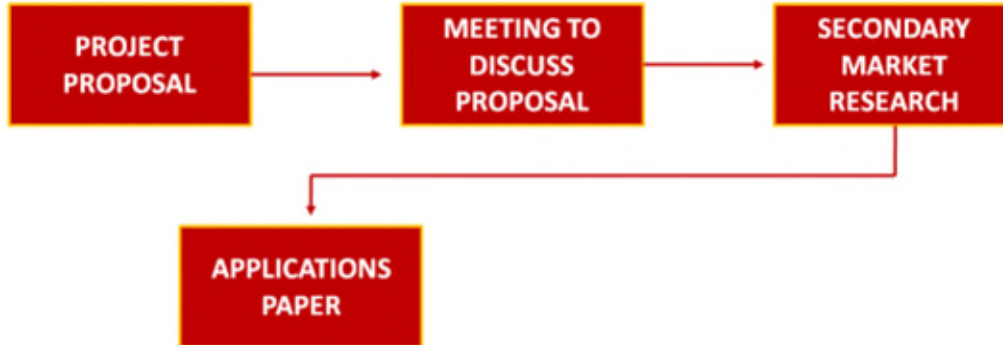 PROJECT
PROPOSAL
MEETING TO
DISCUSS
PROPOSAL
SECONDARY
MARKET
RESEARCH
APPLICATIONS
PAPER